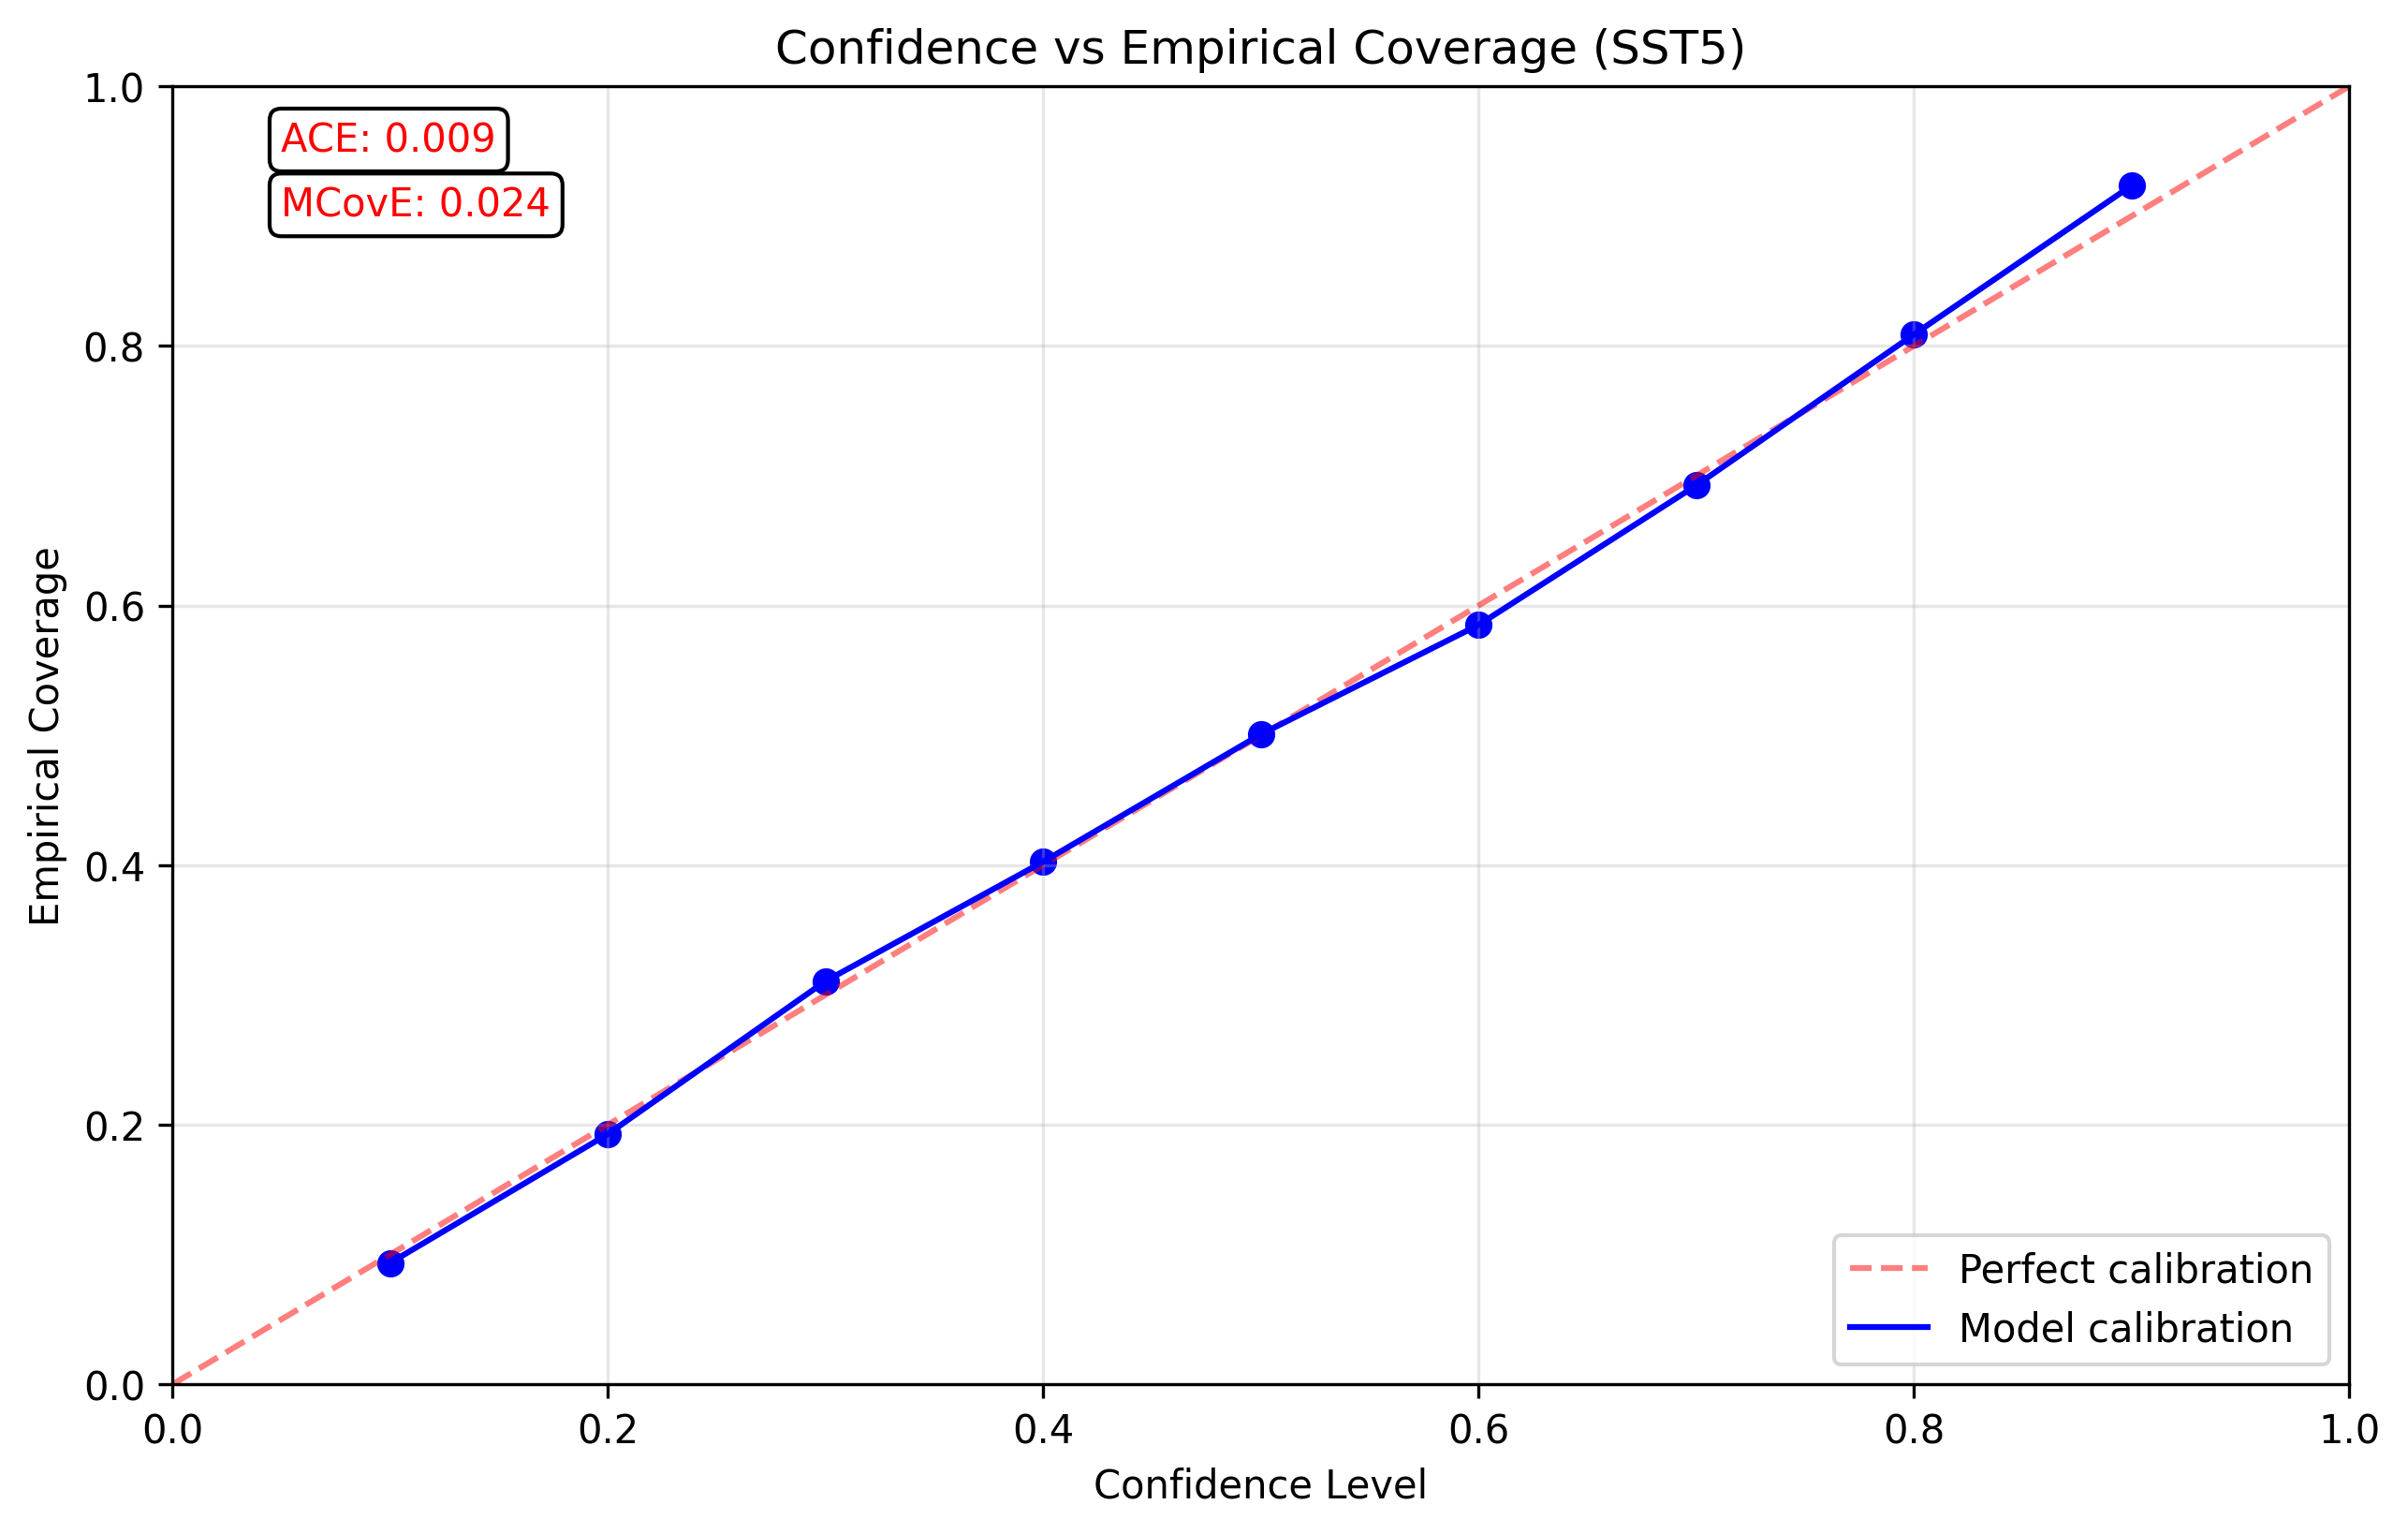 Confidence vs Empirical Coverage (SST5)
ACE: 0.009
MCovE: 0.024
1.0
0.8
0.6
0.4
0.2
0.0
Empirical Coverage
0.0 0.2 0.4 0.6 0.8 1.0
Confidence Level
Perfect calibration
Model calibration